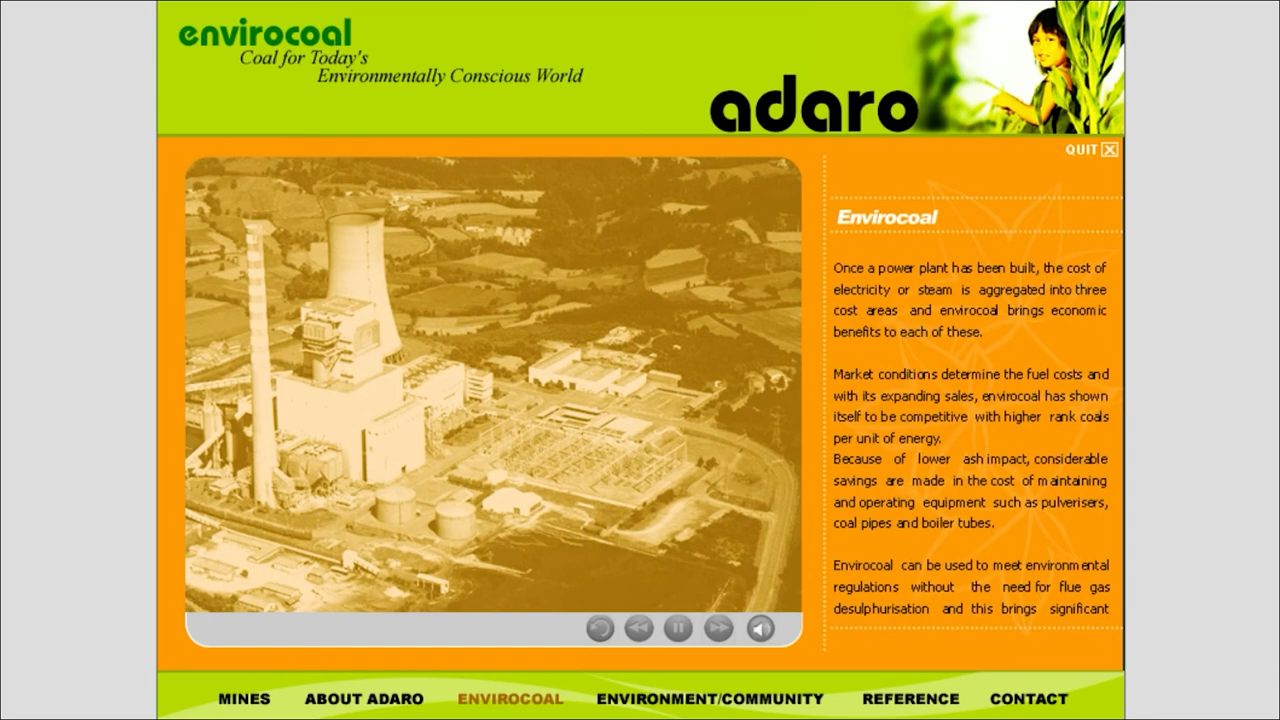 envirocoal
Coal for Today's
Environmentally Conscious World
adaro
QUIT
Envirocoal
Once a power plant has been built, the cost of
electricity or steam is aggregated into three
cost areas and envirocoal brings economic
benefits to each of these.
Market conditions determine the fuel costs and
with its expanding sales, envirocoal has shown
itself to be competitive with higher rank coals
per unit of energy.
Because of lower ash impact, considerable
savings are made in the cost of maintaining
and operating equipment such as pulverisers,
coal pipes and boiler tubes.
Envirocoal can be used to meet environmental
regulations without the need for flue gas
desulphurisation and this brings significant
MINES ABOUT ADARO ENVIROCOAL ENVIRONMENT/COMMUNITY REFERENCE CONTACT